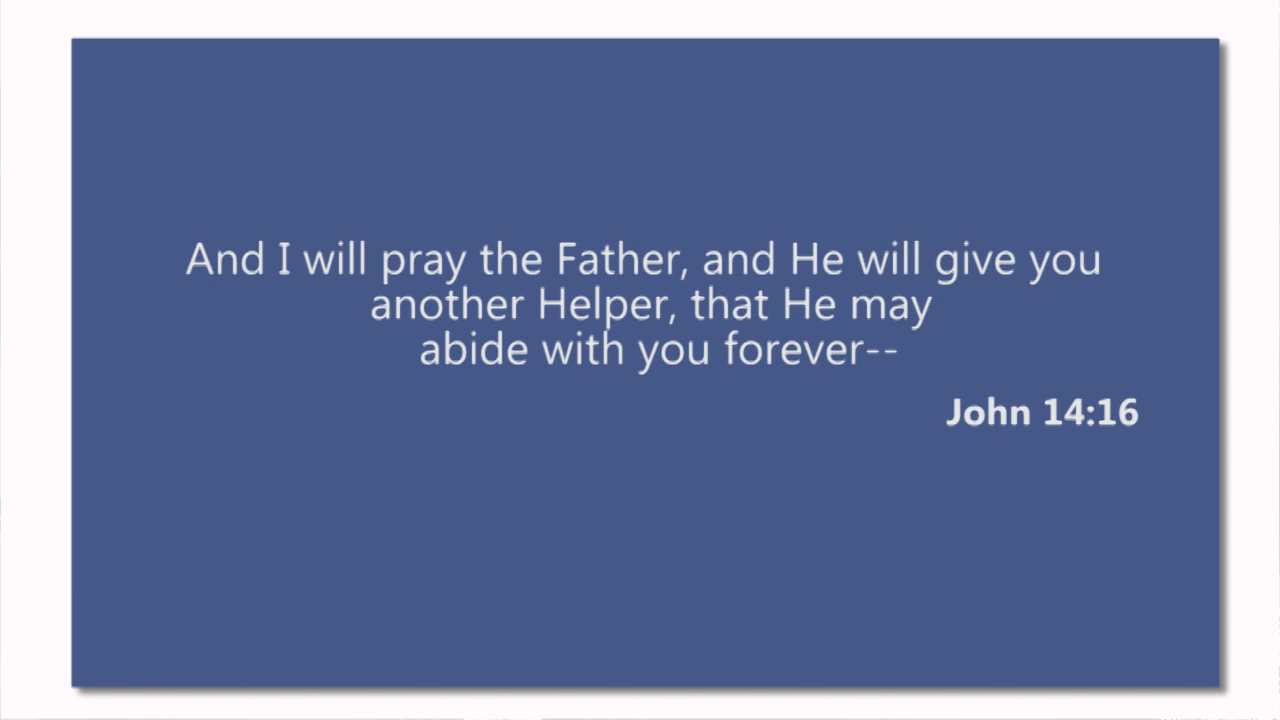 And I will pray the Father, and He will give you
another Helper, that He may
abide with you forever--
John 14:16